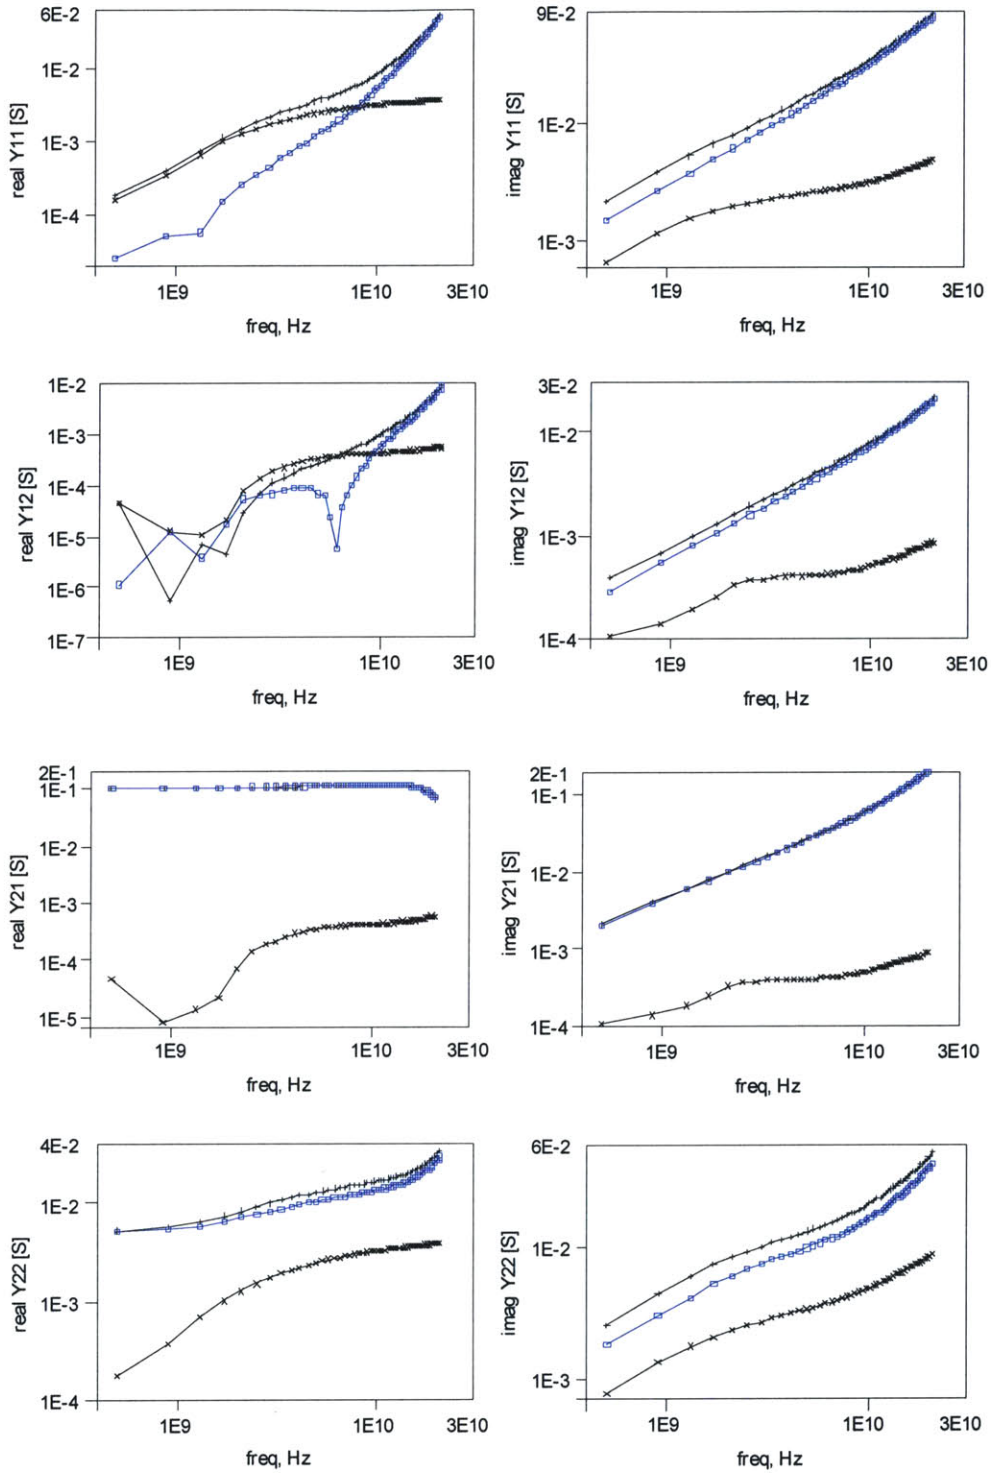 real Y11 [S]
6E-2
1E-2
1E-3
1E-4
1E9
1E10
3E10
freq, Hz
imag Y11 [S]
9E-2
1E-2
1E-3
1E9
1E10
3E10
freq, Hz
real Y12 [S]
1E-2
1E-3
1E-4
1E-5
1E-6
1E-7
1E9
1E10
3E10
freq, Hz
imag Y12 [S]
3E-2
1E-2
1E-3
1E-4
1E9
1E10
3E10
freq, Hz
real Y21 [S]
2E-1
1E-1
1E-2
1E-3
1E-4
1E-5
1E9
1E10
3E10
freq, Hz
imag Y21 [S]
2E-1
1E-1
1E-2
1E-3
1E-4
1E9
1E10
3E10
freq, Hz
real Y22 [S]
4E-2
1E-2
1E-3
1E-4
1E9
1E10
3E10
freq, Hz
imag Y22 [S]
6E-2
1E-2
1E-3
1E9
1E10
3E10
freq, Hz